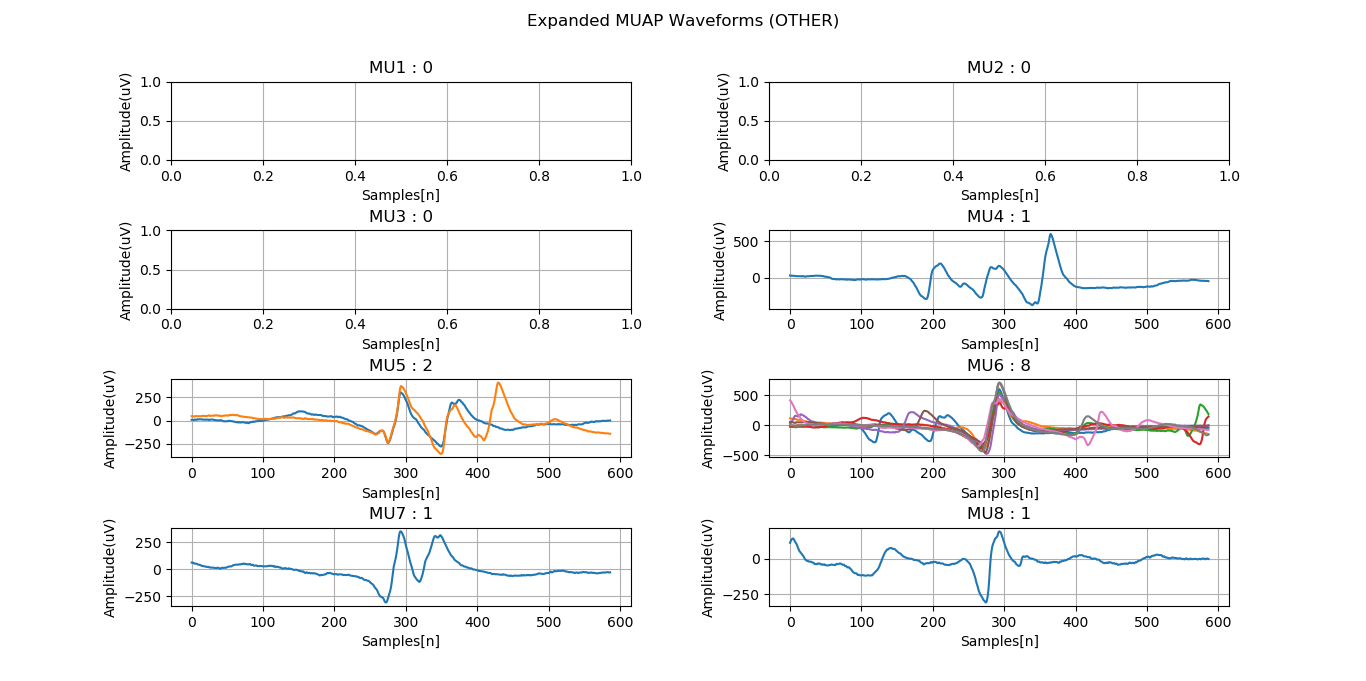 Expanded MUAP Waveforms (OTHER)
MU1 : 0
Amplitude(uV)
1.0
0.5
0.0
0.0 0.2 0.4 0.6 0.8 1.0
Samples[n]
MU2 : 0
Amplitude(uV)
1.0
0.5
0.0
0.0 0.2 0.4 0.6 0.8 1.0
Samples[n]
MU3 : 0
Amplitude(uV)
1.0
0.5
0.0
0.0 0.2 0.4 0.6 0.8 1.0
Samples[n]
MU4 : 1
Amplitude(uV)
500
0
0 100 200 300 400 500 600
Samples[n]
MU5 : 2
Amplitude(uV)
250
0
−250
0 100 200 300 400 500 600
Samples[n]
MU6 : 8
Amplitude(uV)
500
0
−500
0 100 200 300 400 500 600
Samples[n]
MU7 : 1
Amplitude(uV)
250
0
−250
0 100 200 300 400 500 600
Samples[n]
MU8 : 1
Amplitude(uV)
0
−250
0 100 200 300 400 500 600
Samples[n]